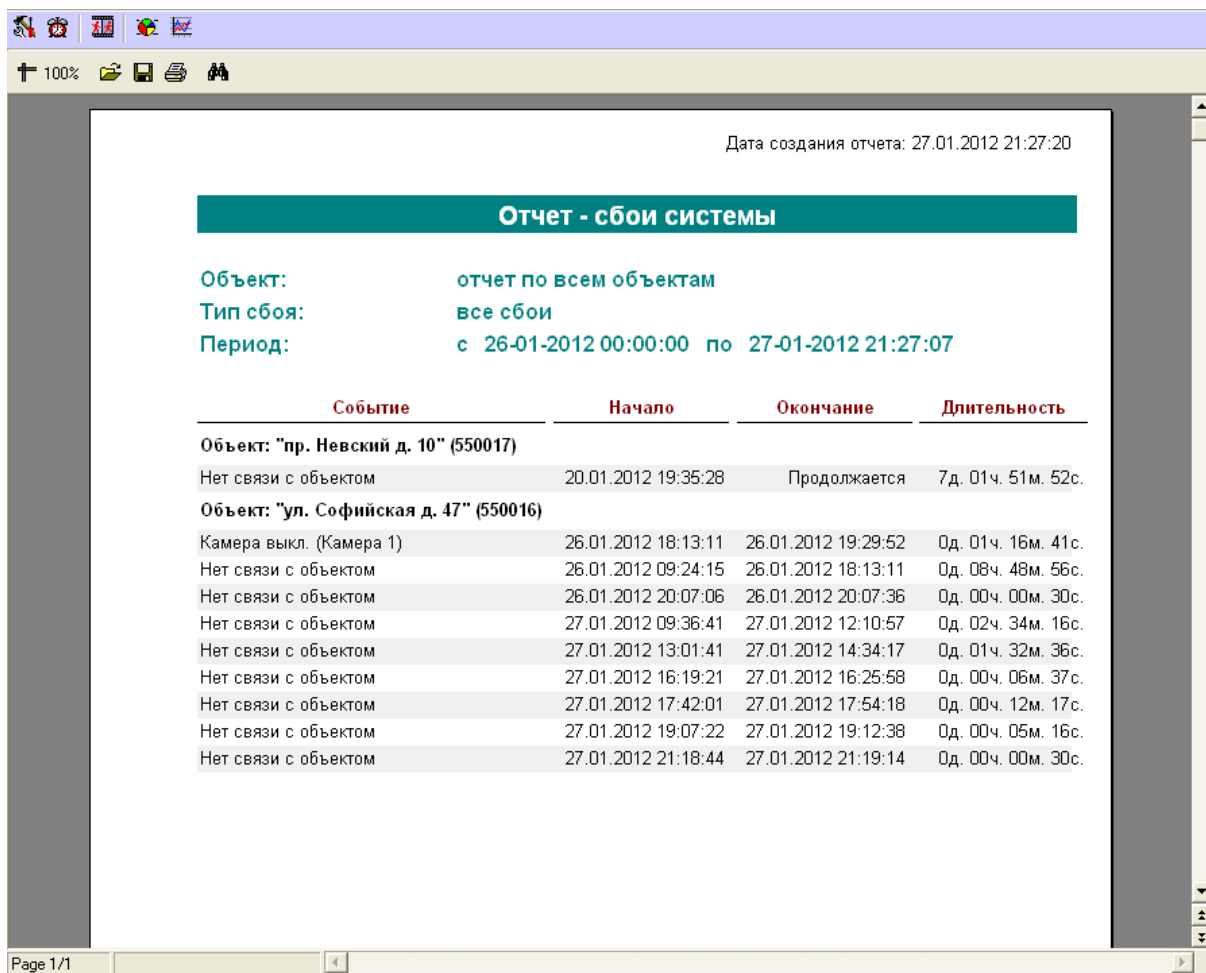 100%
Дата создания отчета: 27.01.2012 21:27:20
Отчет - сбои системы
Объект: отчет по всем объектам
Тип сбоя: все сбои
Период: с 26-01-2012 00:00:00 по 27-01-2012 21:27:07
Событие Начало Окончание Длительность
Объект: "пр. Невский д. 10" (550017)
Нет связи с объектом 20.01.2012 19:35:28 Продолжается 7д. 01ч. 51м. 52с.
Объект: "ул. Софийская д. 47" (550016)
Камера выкл. (Камера 1) 26.01.2012 18:13:11 26.01.2012 19:29:52 0д. 01ч. 16м. 41с.
Нет связи с объектом 26.01.2012 09:24:15 26.01.2012 18:13:11 0д. 08ч. 48м. 56с.
Нет связи с объектом 26.01.2012 20:07:06 26.01.2012 20:07:36 0д. 00ч. 00м. 30с.
Нет связи с объектом 27.01.2012 09:36:41 27.01.2012 12:10:57 0д. 02ч. 34м. 16с.
Нет связи с объектом 27.01.2012 13:01:41 27.01.2012 14:34:17 0д. 01ч. 32м. 36с.
Нет связи с объектом 27.01.2012 16:19:21 27.01.2012 16:25:58 0д. 00ч. 06м. 37с.
Нет связи с объектом 27.01.2012 17:42:01 27.01.2012 17:54:18 0д. 00ч. 12м. 17с.
Нет связи с объектом 27.01.2012 19:07:22 27.01.2012 19:12:38 0д. 00ч. 05м. 16с.
Нет связи с объектом 27.01.2012 21:18:44 27.01.2012 21:19:14 0д. 00ч. 00м. 30с.
Page 1/1